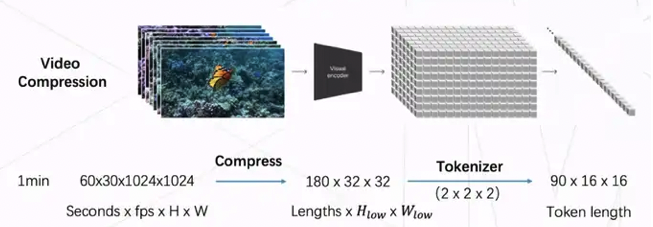 Video
Compression
Visual
encoder
Compress
Tokenizer
1min
60x30x1024x1024
180 x 32 x 32
(2 x 2 x 2)
90 x 16 x 16
Seconds x fps x H x W
Lengths x H_low x W_low
Token length